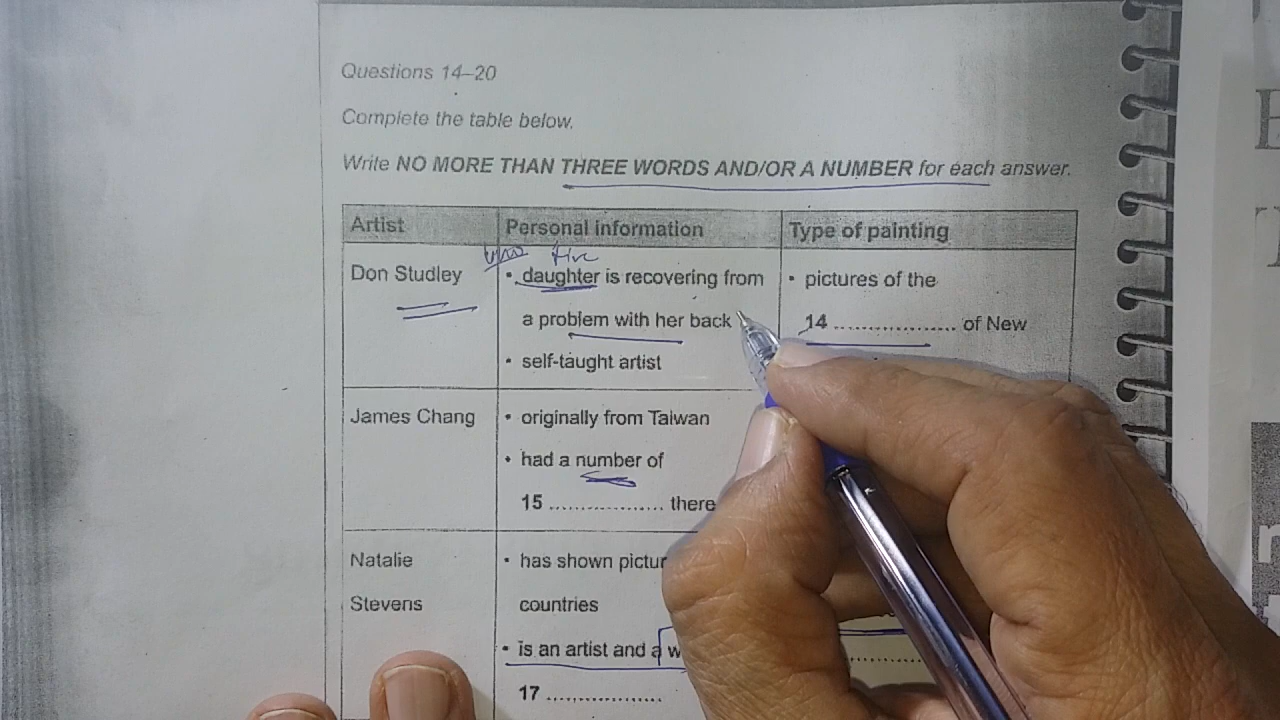 Questions 14–20
Complete the table below.
Write NO MORE THAN THREE WORDS AND/OR A NUMBER for each answer.
Artist
Personal information
Type of painting
Don Studley
• daughter is recovering from
a problem with her back
• self-taught artist
• pictures of the
14 .................. of New
James Chang
• originally from Taiwan
• had a number of
15 .................. there
Natalie
Stevens
• has shown
countries
• is an artist and a
17 ..................